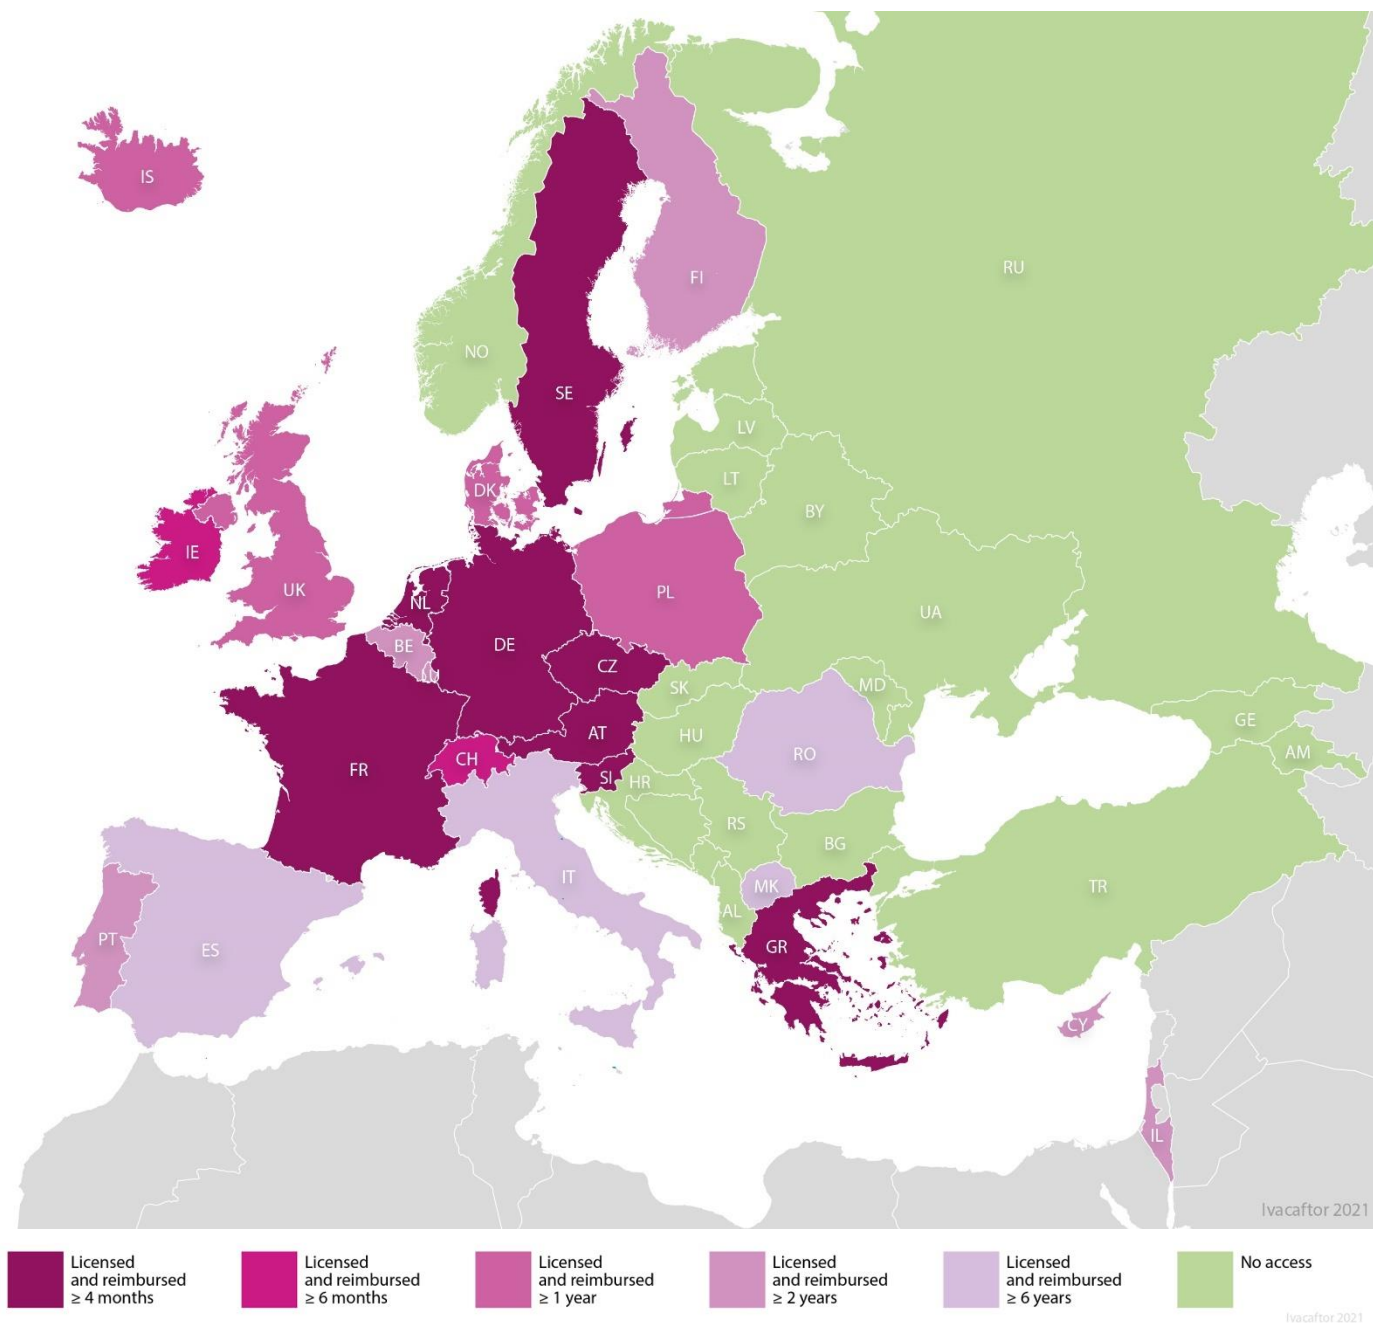 IS
FI
RU
NO
SE
LV
LT
DK
BY
IE
UK
PL
NL
UA
BE
DE
CZ
LU
SK
MD
AT
HU
GE
CH
RO
AM
FR
SI
HR
RS
BG
IT
MK
TR
AL
PT
ES
GR
CY
IL
Ivacaftor 2021
Licensed
and reimbursed
≥ 4 months
Licensed
and reimbursed
≥ 6 months
Licensed
and reimbursed
≥ 1 year
Licensed
and reimbursed
≥ 2 years
Licensed
and reimbursed
≥ 6 years
No access
Ivacaftor 2021